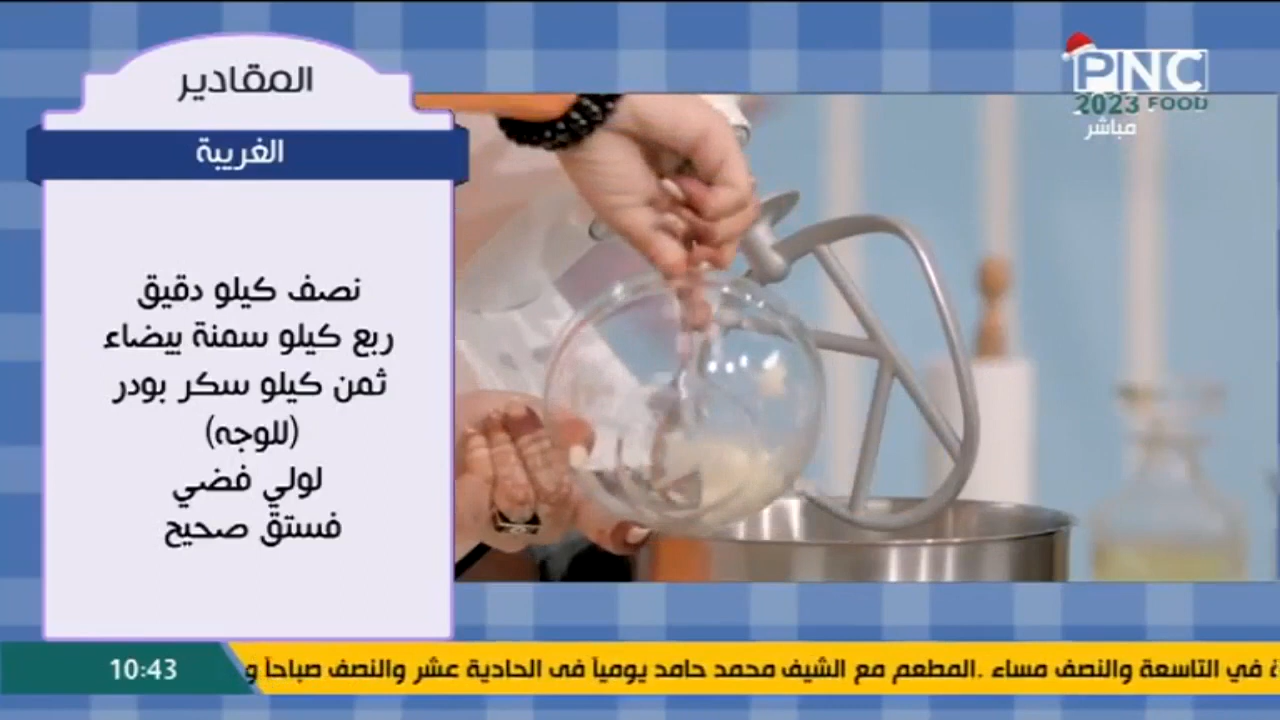 المقادير
الغريبة
نصف كيلو دقيق
ربع كيلو سمنة بيضاء
ثمن كيلو سكر بودر
(للوجه)
لولي فضي
فستق صحيح
PNC
2023 FOOD
مباشر
10:43
في التاسعة والنصف مساء .المطعم مع الشيف محمد حامد يومياً فى الحادية عشر والنصف صباحاً و